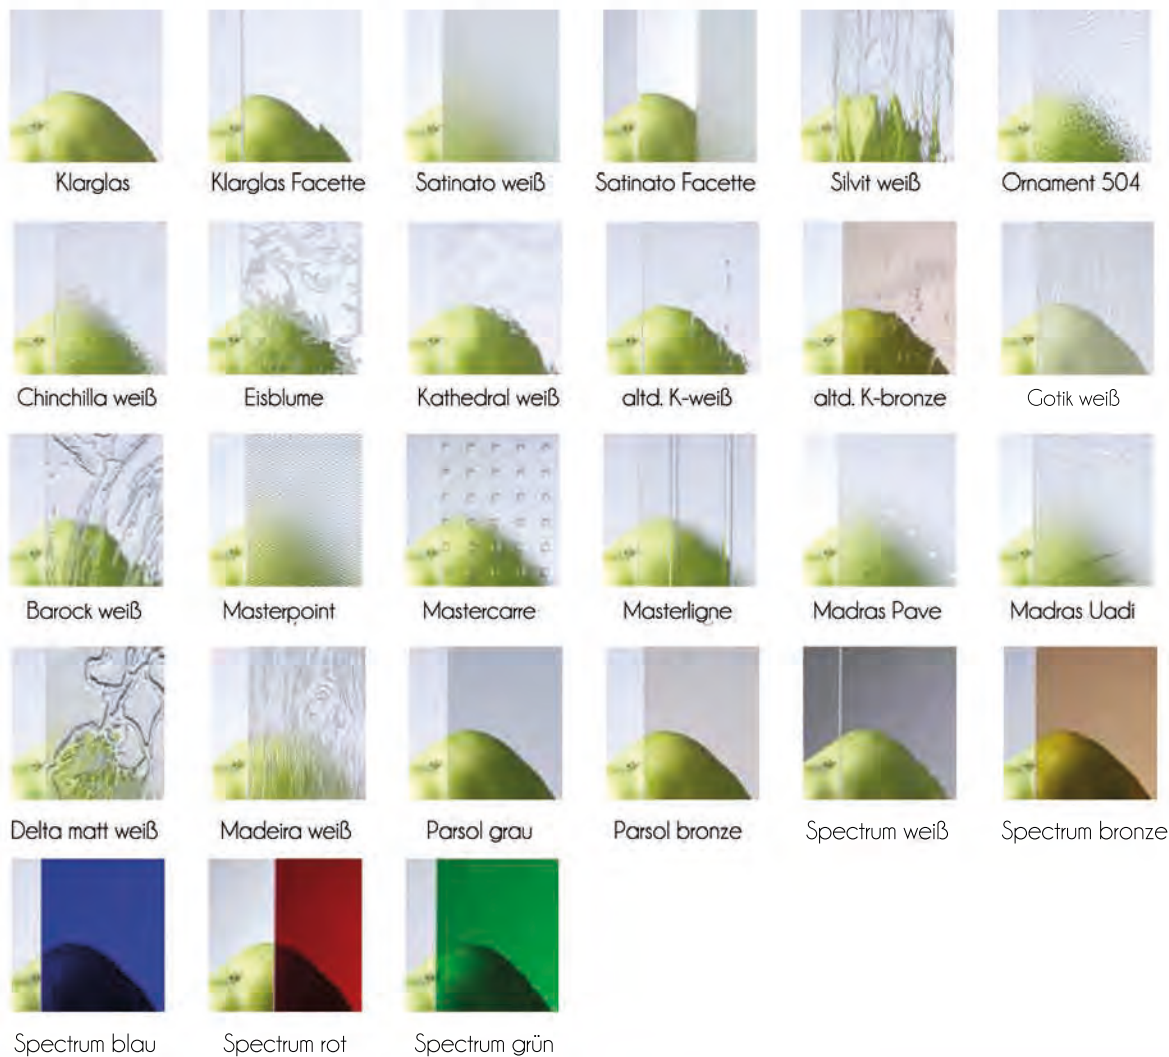 Klarglas
Klarglas Facette
Satinato weiß
Satinato Facette
Silvit weiß
Ornament 504
Chinchilla weiß
Eisblume
Kathedral weiß
altd. K-weiß
altd. K-bronze
Gotik weiß
Barock weiß
Masterpoint
Mastercarre
Masterligne
Madras Pave
Madras Uadi
Delta matt weiß
Madeira weiß
Parsol grau
Parsol bronze
Spectrum weiß
Spectrum bronze
Spectrum blau
Spectrum rot
Spectrum grün